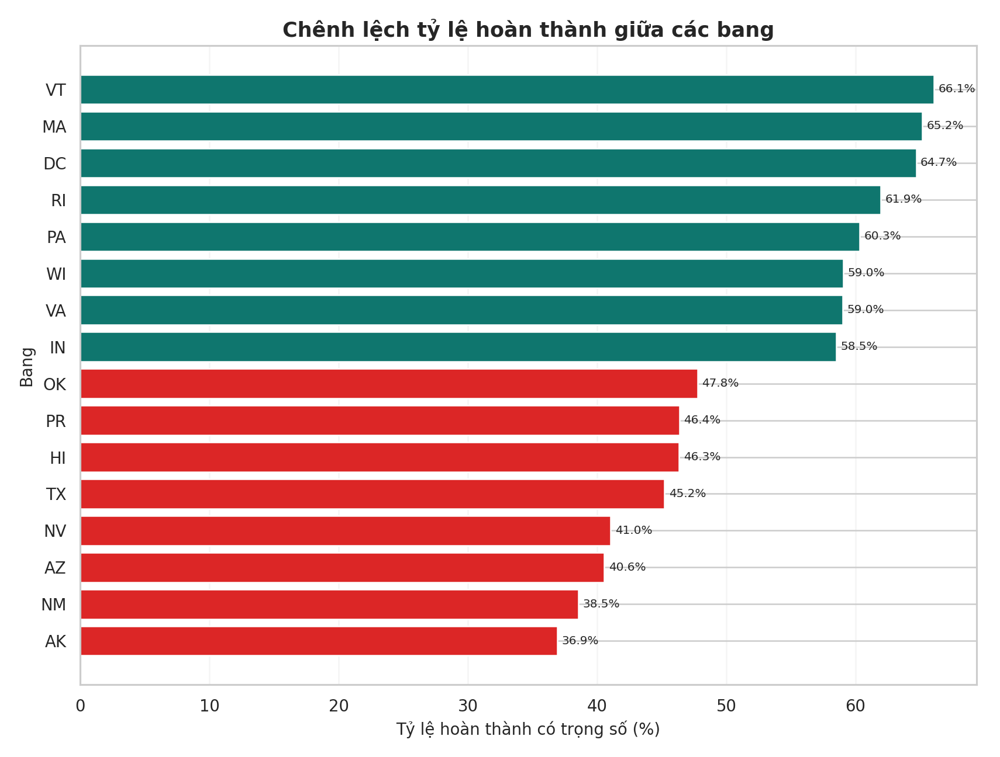 Chênh lệch tỷ lệ hoàn thành giữa các bang
VT 66.1%
MA 65.2%
DC 64.7%
RI 61.9%
PA 60.3%
WI 59.0%
VA 59.0%
IN 58.5%
Bang
OK 47.8%
PR 46.4%
HI 46.3%
TX 45.2%
NV 41.0%
AZ 40.6%
NM 38.5%
AK 36.9%
0 10 20 30 40 50 60
Tỷ lệ hoàn thành có trọng số (%)